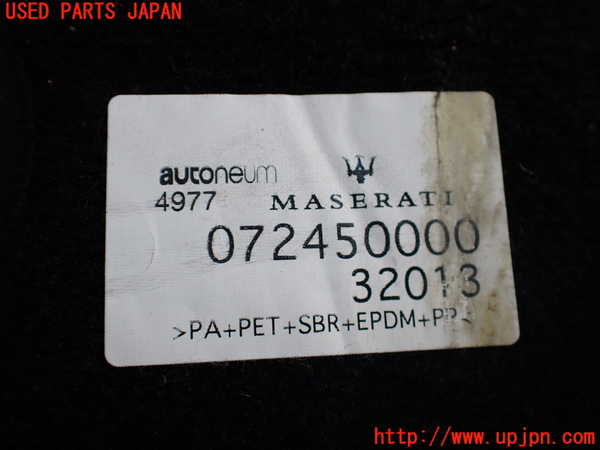 USED PARTS JAPAN
autoneum
4977 MASERATI
072450000
32013
>PA+PET+SBR+EPDM+PP<
http://www.upjpn.com/